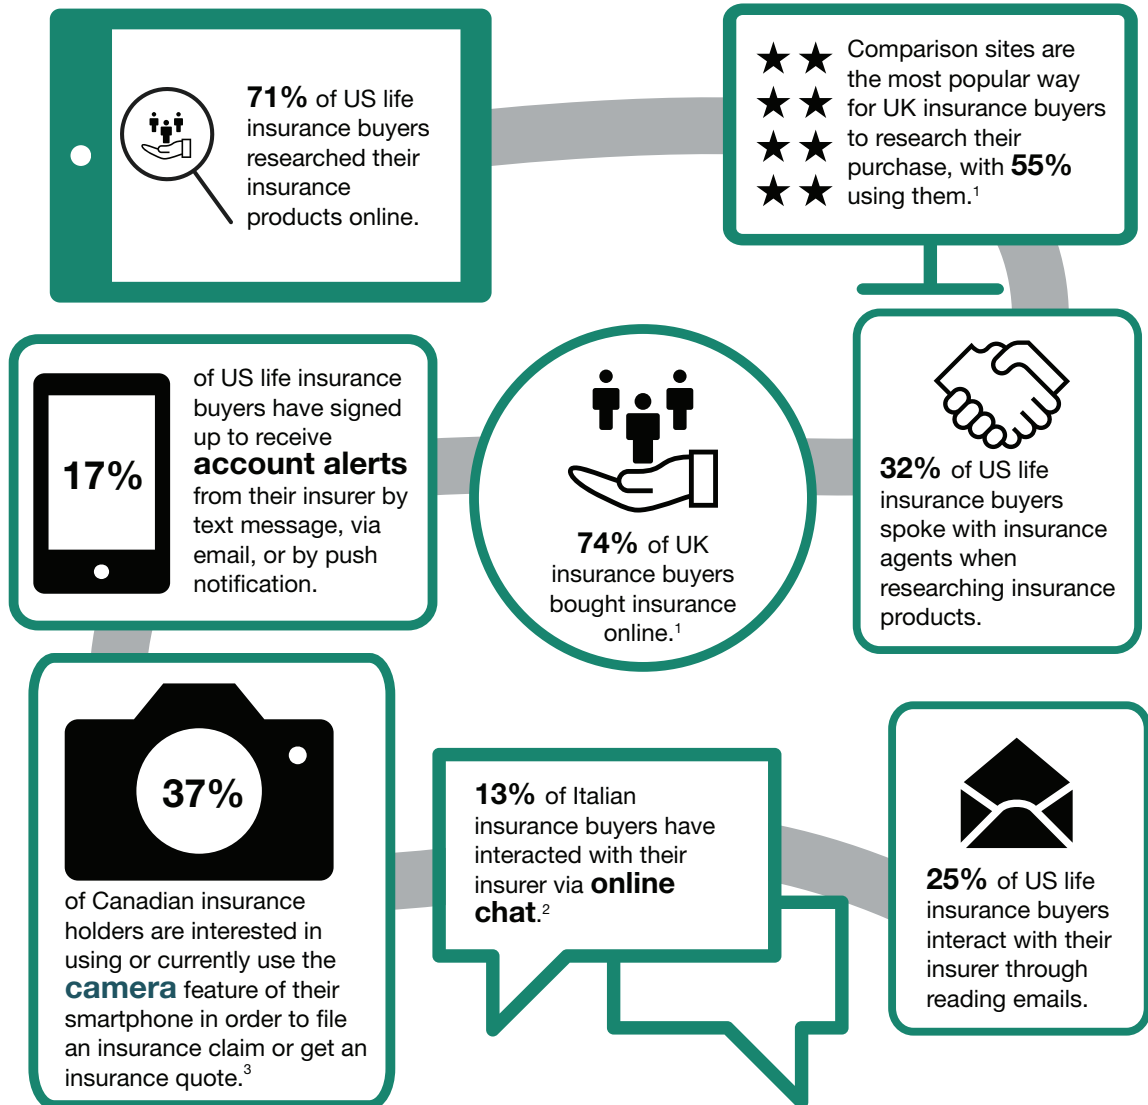 71% of US life
insurance buyers
researched their
insurance
products online.
Comparison sites are
the most popular way
for UK insurance buyers
to research their
purchase, with 55%
using them.¹
32% of US life
insurance buyers
spoke with insurance
agents when
researching insurance
products.
74% of UK
insurance buyers
bought insurance
online.¹
17%
of US life insurance
buyers have signed
up to receive
account alerts
from their insurer by
text message, via
email, or by push
notification.
37%
of Canadian insurance
holders are interested in
using or currently use the
camera feature of their
smartphone in order to file
an insurance claim or get an
insurance quote.³
13% of Italian
insurance buyers have
interacted with their
insurer via online
chat.²
25% of US life
insurance buyers
interact with their
insurer through
reading emails.